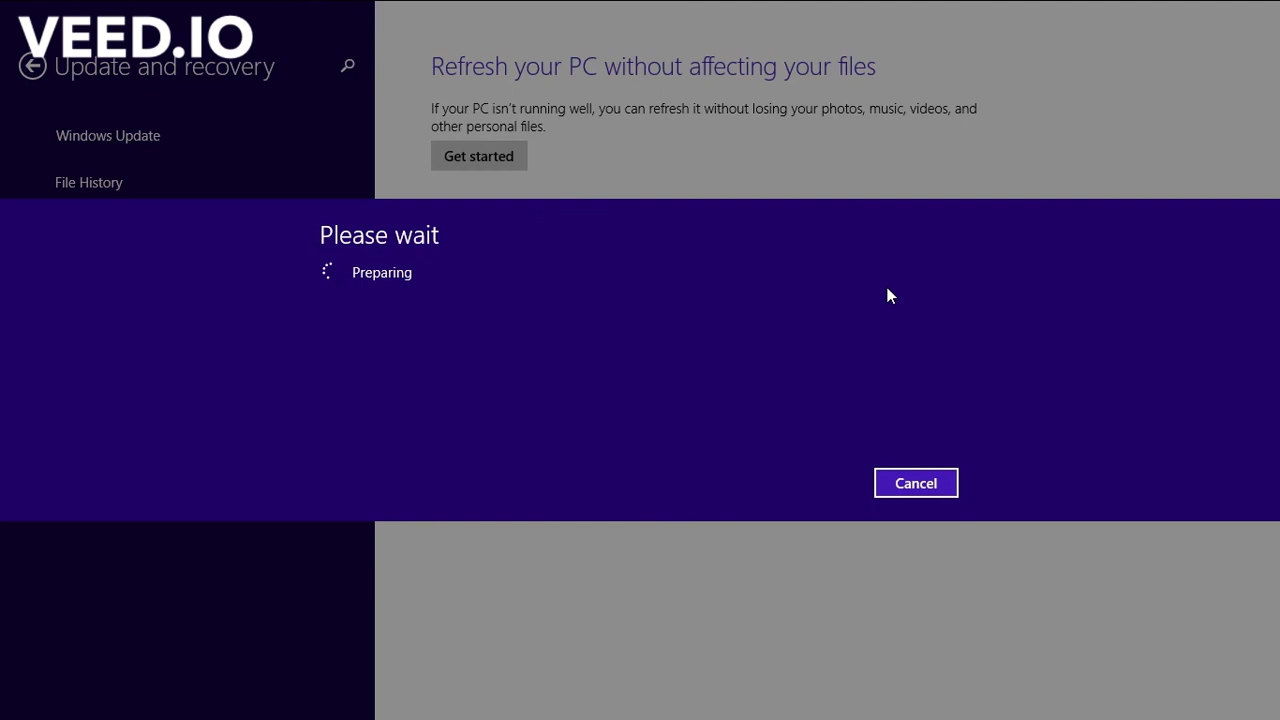 VEED.IO
Update and recovery
Windows Update
File History
Refresh your PC without affecting your files
If your PC isn't running well, you can refresh it without losing your photos, music, videos, and
other personal files.
Get started
Please wait
Preparing
Cancel